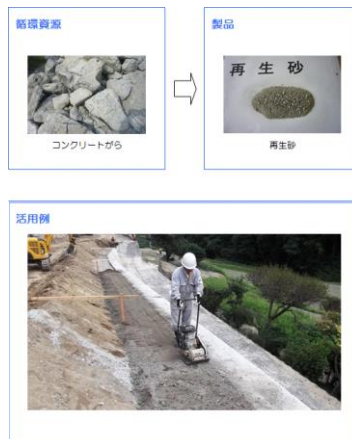 循環資源
コンクリートがら
製品
再生砂
再生砂
活用例